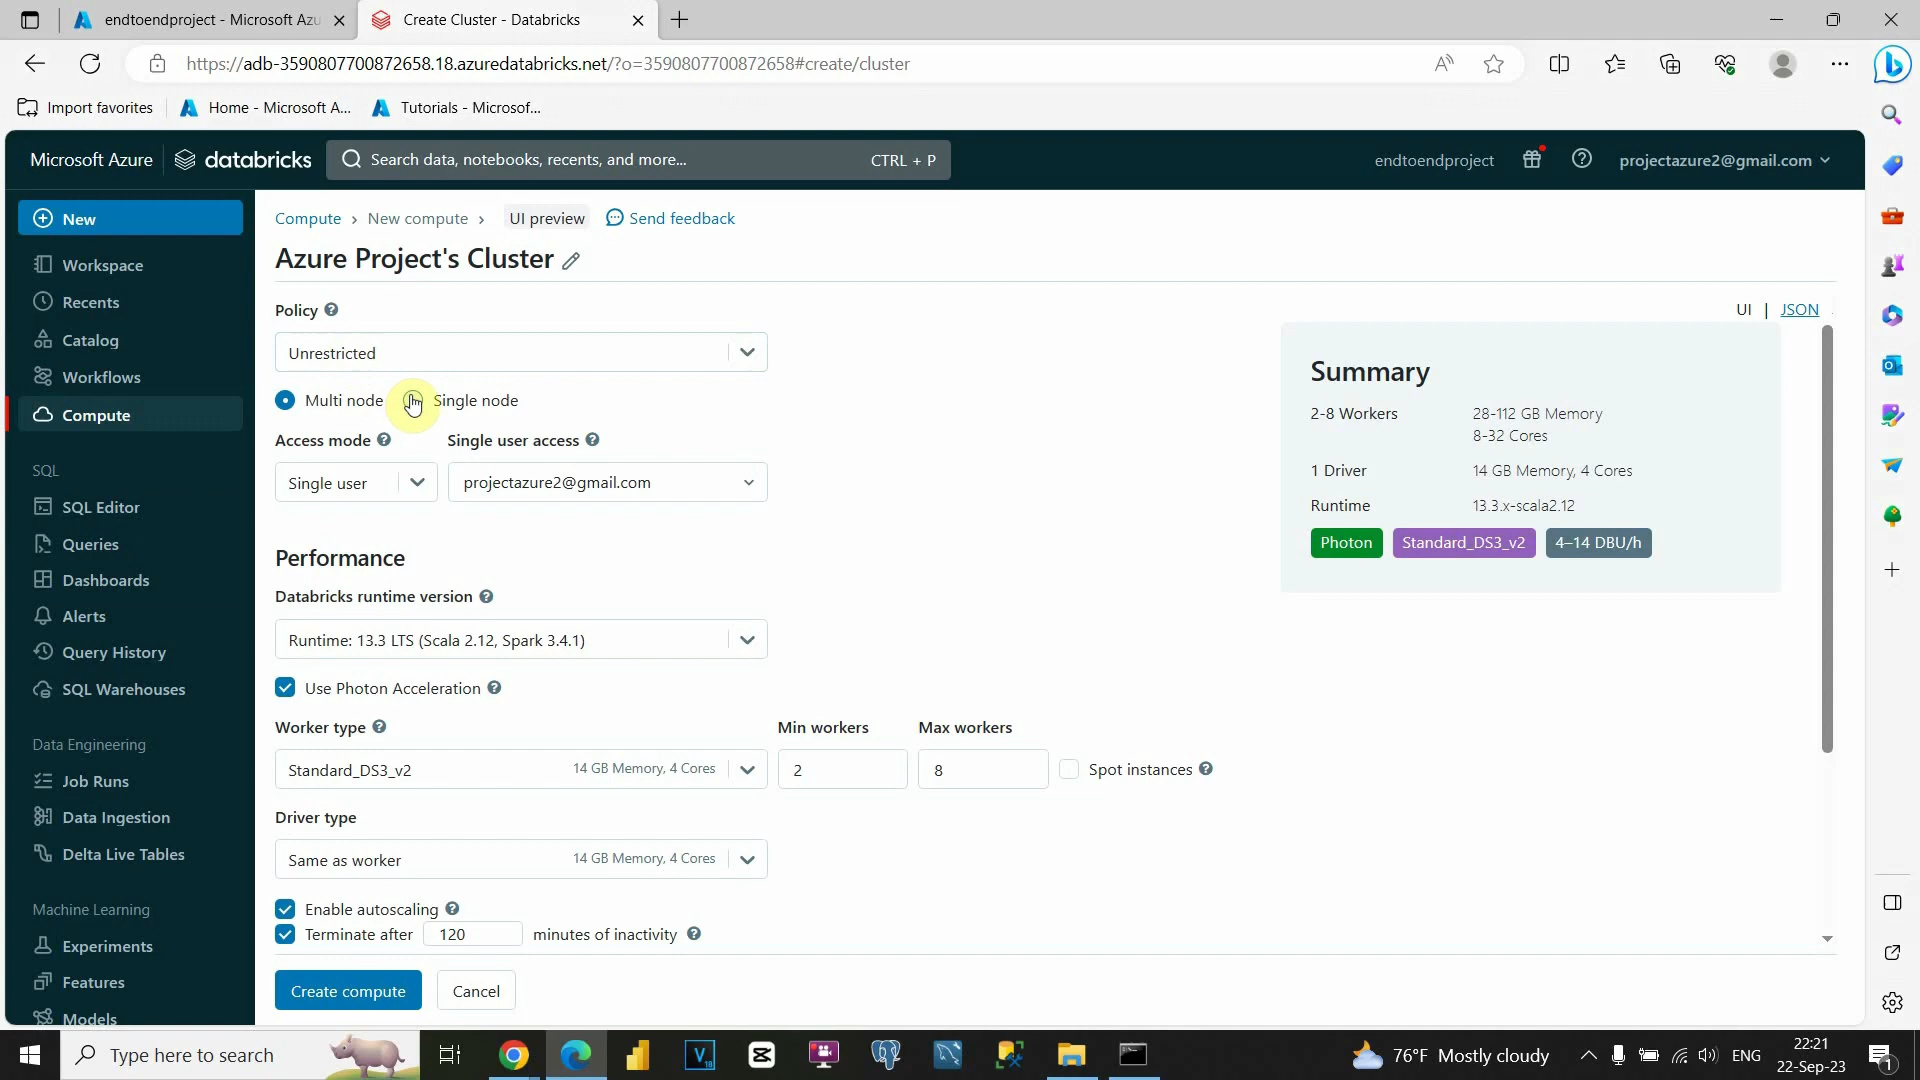 endtoendproject - Microsoft Azu
Create Cluster - Databricks
https://adb-3590807700872658.18.azuredatabricks.net/?o=3590807700872658#create/cluster
Import favorites
Home - Microsoft A...
Tutorials - Microsof...
Microsoft Azure
databricks
Search data, notebooks, recents, and more...
CTRL + P
endtoendproject
projectazure2@gmail.com
New
Workspace
Recents
Catalog
Workflows
Compute
SQL
SQL Editor
Queries
Dashboards
Alerts
Query History
SQL Warehouses
Data Engineering
Job Runs
Data Ingestion
Delta Live Tables
Machine Learning
Experiments
Features
Models
Compute > New compute > UI preview Send feedback
Azure Project's Cluster
Policy
Unrestricted
Multi node Single node
Access mode Single user access
Single user projectazure2@gmail.com
Performance
Databricks runtime version
Runtime: 13.3 LTS (Scala 2.12, Spark 3.4.1)
Use Photon Acceleration
Worker type Min workers Max workers
Standard_DS3_v2 14 GB Memory, 4 Cores 2 8 Spot instances
Driver type
Same as worker 14 GB Memory, 4 Cores
Enable autoscaling
Terminate after 120 minutes of inactivity
Create compute Cancel
UI | JSON
Summary
2-8 Workers 28-112 GB Memory
8-32 Cores
1 Driver 14 GB Memory, 4 Cores
Runtime 13.3.x-scala2.12
Photon Standard_DS3_v2 4–14 DBU/h
Type here to search
76°F Mostly cloudy
ENG
22:21
22-Sep-23
1